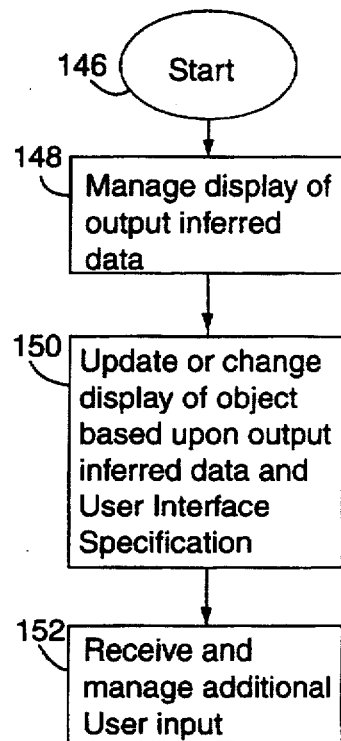 146
Start
148
Manage display of
output inferred
data
150
Update or change
display of object
based upon output
inferred data and
User Interface
Specification
152
Receive and
manage additional
User input